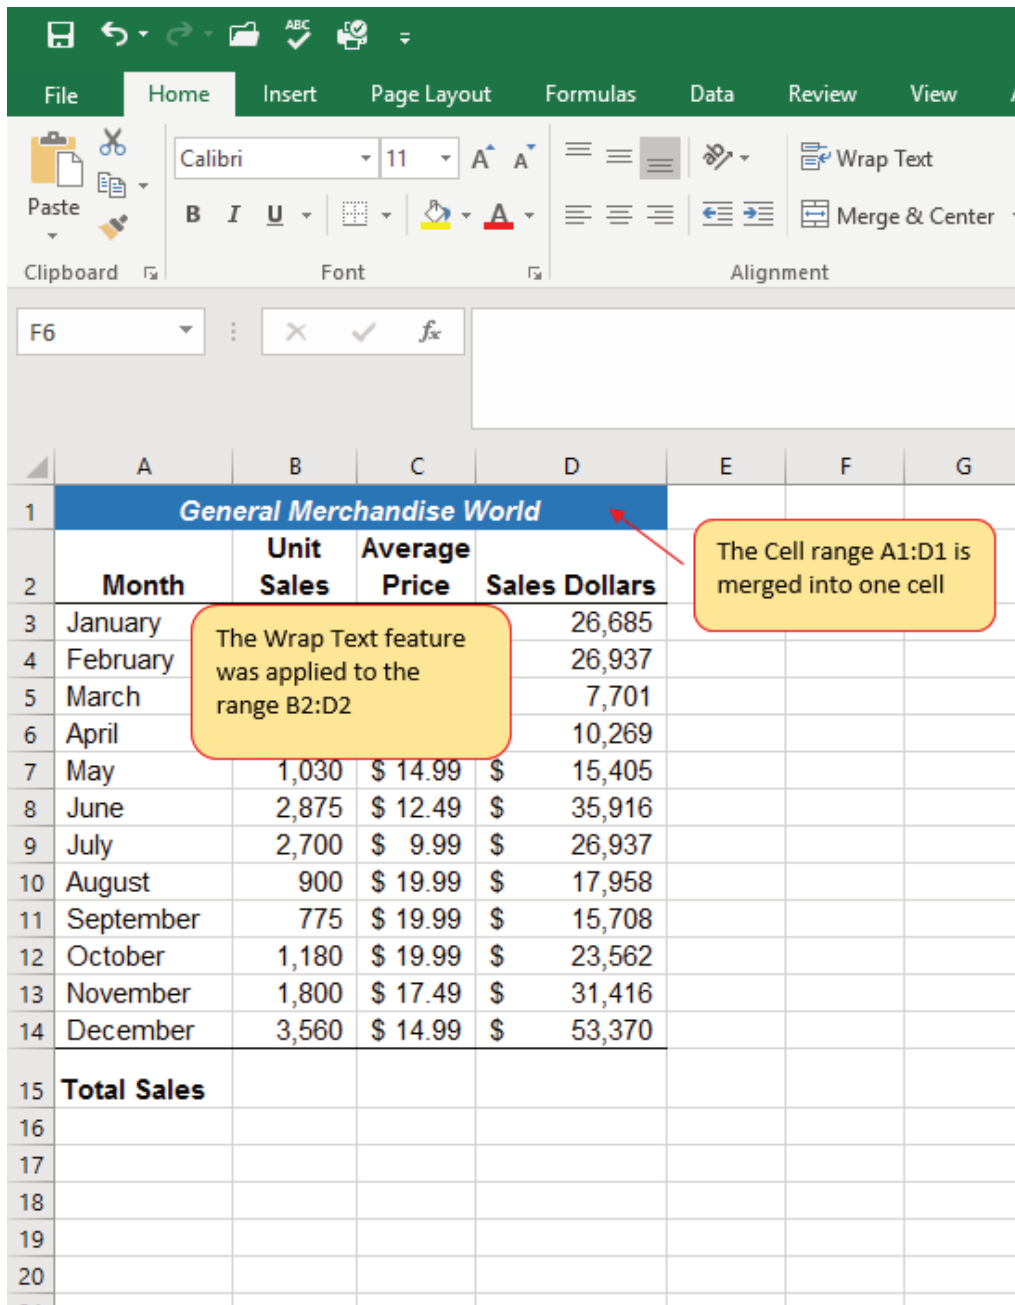 ABC
File Home Insert Page Layout Formulas Data Review View
Calibri 11 A A Wrap Text
Paste B I U A Merge & Center
Clipboard Font Alignment
F6 fx
A B C D E F G
1 General Merchandise World
The Cell range A1:D1 is
merged into one cell
Unit Average
2 Month Sales Price Sales Dollars
3 January 26,685
4 February 26,937
5 March 7,701
6 April 10,269
The Wrap Text feature
was applied to the
range B2:D2
7 May 1,030 $ 14.99 $ 15,405
8 June 2,875 $ 12.49 $ 35,916
9 July 2,700 $ 9.99 $ 26,937
10 August 900 $ 19.99 $ 17,958
11 September 775 $ 19.99 $ 15,708
12 October 1,180 $ 19.99 $ 23,562
13 November 1,800 $ 17.49 $ 31,416
14 December 3,560 $ 14.99 $ 53,370
15 Total Sales
16
17
18
19
20